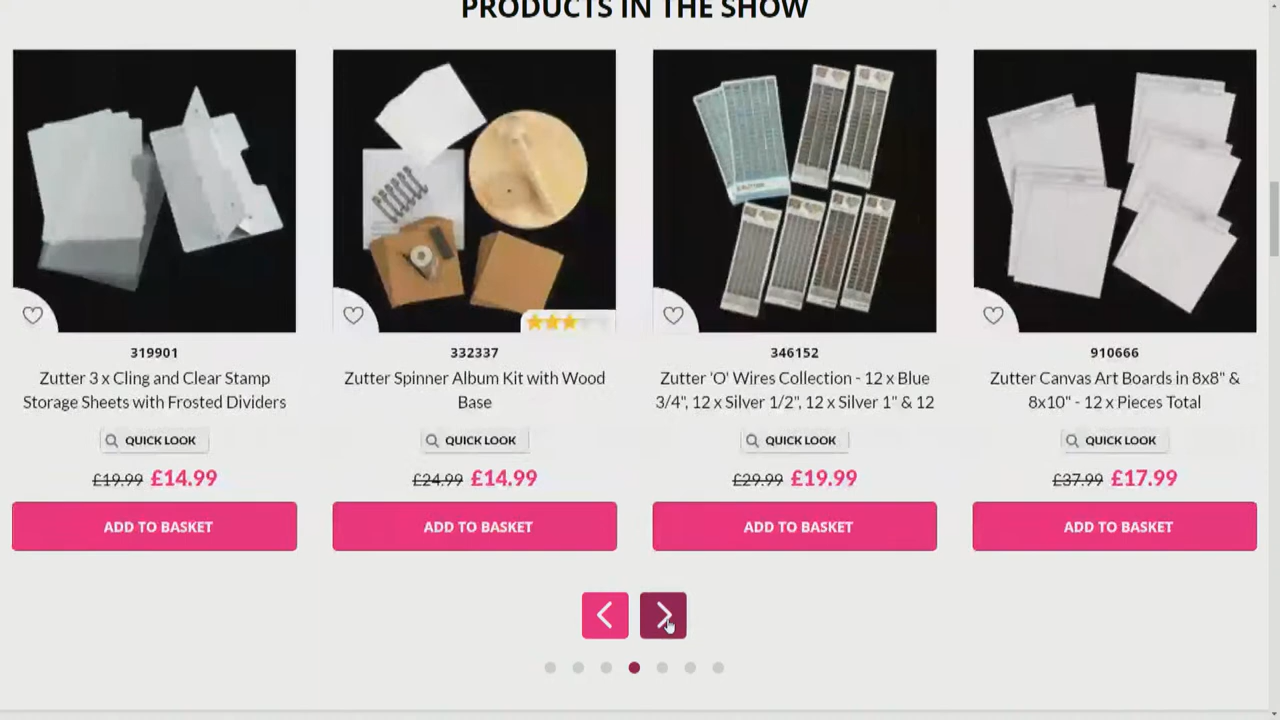 PRODUCTS IN THE SHOW
319901
Zutter 3 x Cling and Clear Stamp
Storage Sheets with Frosted Dividers
QUICK LOOK
£19.99 £14.99
ADD TO BASKET
332337
Zutter Spinner Album Kit with Wood
Base
QUICK LOOK
£24.99 £14.99
ADD TO BASKET
346152
Zutter 'O' Wires Collection - 12 x Blue
3/4", 12 x Silver 1/2", 12 x Silver 1" & 12
QUICK LOOK
£29.99 £19.99
ADD TO BASKET
910666
Zutter Canvas Art Boards in 8x8" &
8x10" - 12 x Pieces Total
QUICK LOOK
£37.99 £17.99
ADD TO BASKET